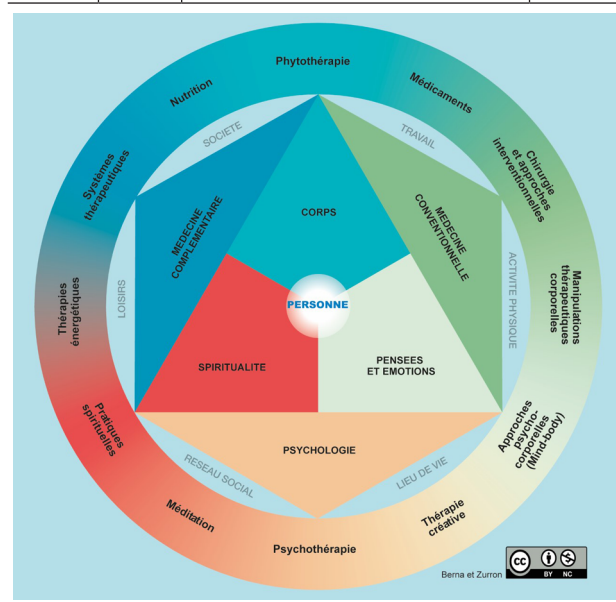 Phytothérapie
Médicaments
Chirurgie
et approches
interventionnelles
Manipulations
thérapeutiques
corporelles
Approches
psycho-
corporelles
(Mind-body)
Thérapie
créative
Psychothérapie
Méditation
Pratiques
spirituelles
Thérapies
énergétiques
Systèmes
thérapeutiques
Nutrition
SOCIETE
TRAVAIL
ACTIVITE PHYSIQUE
LIEU DE VIE
RESEAU SOCIAL
LOISIRS
MEDECINE
COMPLEMENTAIRE
MEDECINE
CONVENTIONNELLE
CORPS
PERSONNE
SPIRITUALITE
PENSEES
ET EMOTIONS
PSYCHOLOGIE
Berna et Zurron
cc
BY NC